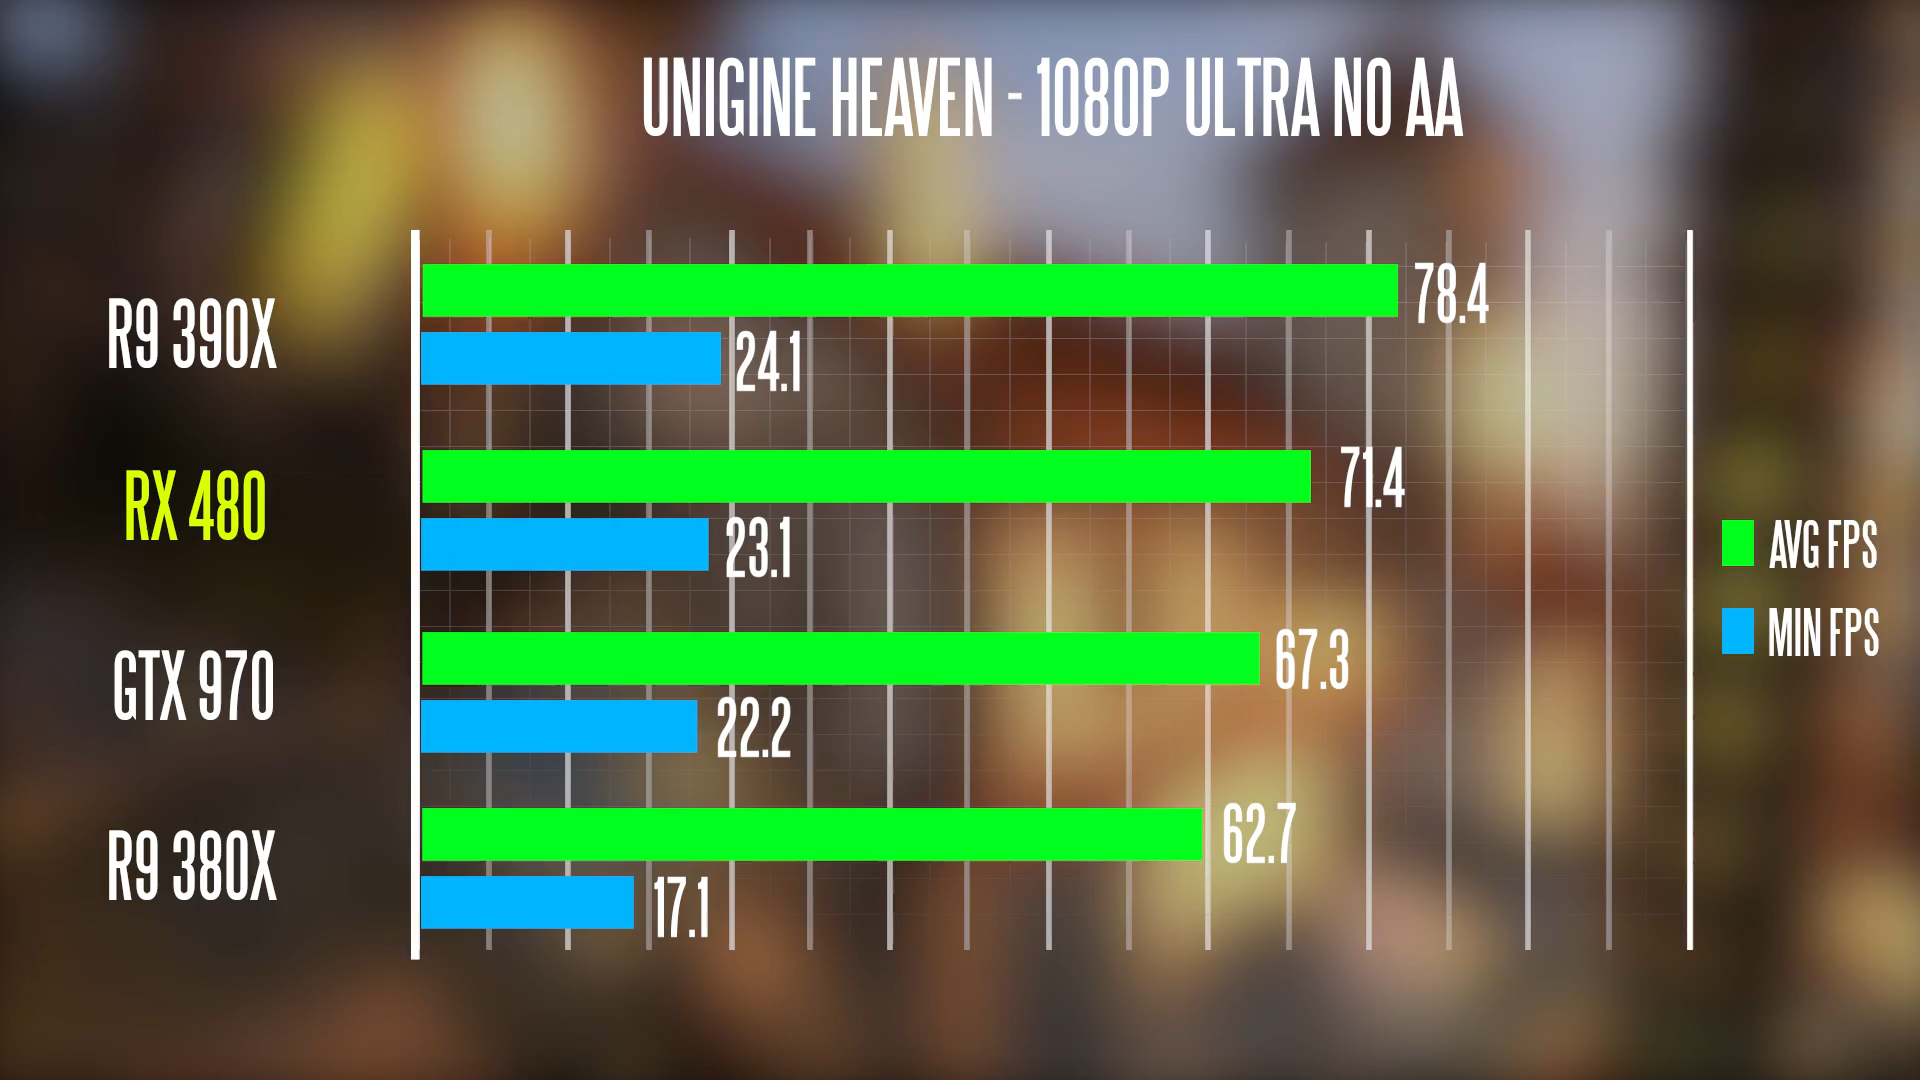 UNIGINE HEAVEN - 1080P ULTRA NO AA
R9 390X
78.4
24.1
RX 480
71.4
23.1
GTX 970
67.3
22.2
R9 380X
62.7
17.1
AVG FPS
MIN FPS